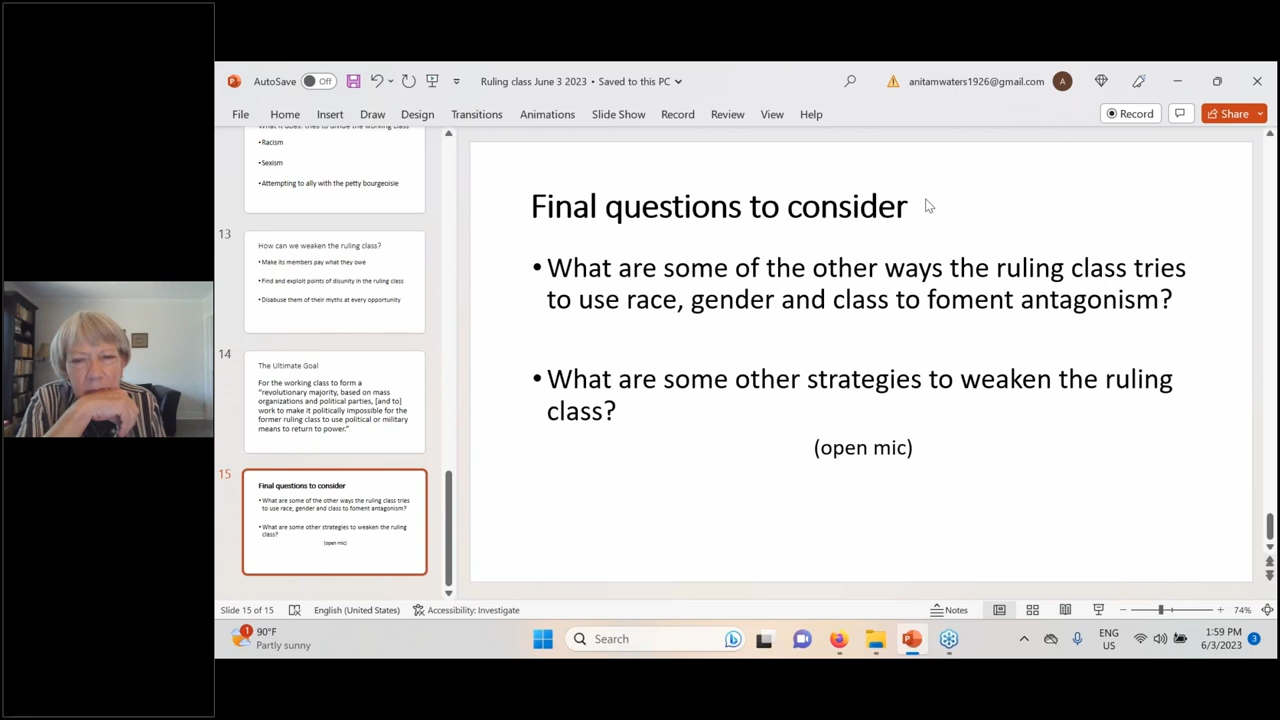 AutoSave Off Ruling class June 3 2023 • Saved to this PC anitamwaters1926@gmail.com A
File Home Insert Draw Design Transitions Animations Slide Show Record Review View Help Record Share
What it does: tries to divide the working class
•Racism
•Sexism
•Attempting to ally with the petty bourgeoisie
13
How can we weaken the ruling class?
•Make its members pay what they owe
•Find and exploit points of disunity in the ruling class
•Disabuse them of their myths at every opportunity
14
The Ultimate Goal
For the working class to form a
"revolutionary majority, based on mass
organizations and political parties, [and to]
work to make it politically impossible for the
former ruling class to use political or military
means to return to power."
15
Final questions to consider
•What are some of the other ways the ruling class tries
to use race, gender and class to foment antagonism?
•What are some other strategies to weaken the ruling
class?
(open mic)
Final questions to consider
• What are some of the other ways the ruling class tries
to use race, gender and class to foment antagonism?
• What are some other strategies to weaken the ruling
class?
(open mic)
Slide 15 of 15 English (United States) Accessibility: Investigate Notes 74%
1 90°F
Partly sunny
Search
ENG
US
1:59 PM
6/3/2023
3